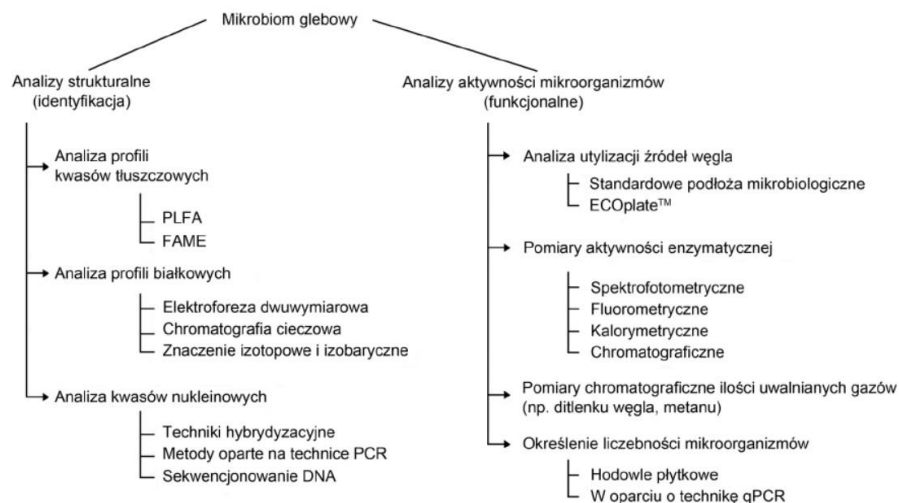 Mikrobiom glebowy
Analizy strukturalne
(identyfikacja)
Analiza profili
kwasów tłuszczowych
PLFA
FAME
Analiza profili białkowych
Elektroforeza dwuwymiarowa
Chromatografia cieczowa
Znaczenie izotopowe i izobaryczne
Analiza kwasów nukleinowych
Techniki hybrydyzacyjne
Metody oparte na technice PCR
Sekwencjonowanie DNA
Analizy aktywności mikroorganizmów
(funkcjonalne)
Analiza utylizacji źródeł węgla
Standardowe podłoża mikrobiologiczne
ECOplate™
Pomiary aktywności enzymatycznej
Spektrofotometryczne
Fluorometryczne
Kalorymetryczne
Chromatograficzne
Pomiary chromatograficzne ilości uwalnianych gazów
(np. ditlenku węgla, metanu)
Określenie liczebności mikroorganizmów
Hodowle płytkowe
W oparciu o technikę qPCR